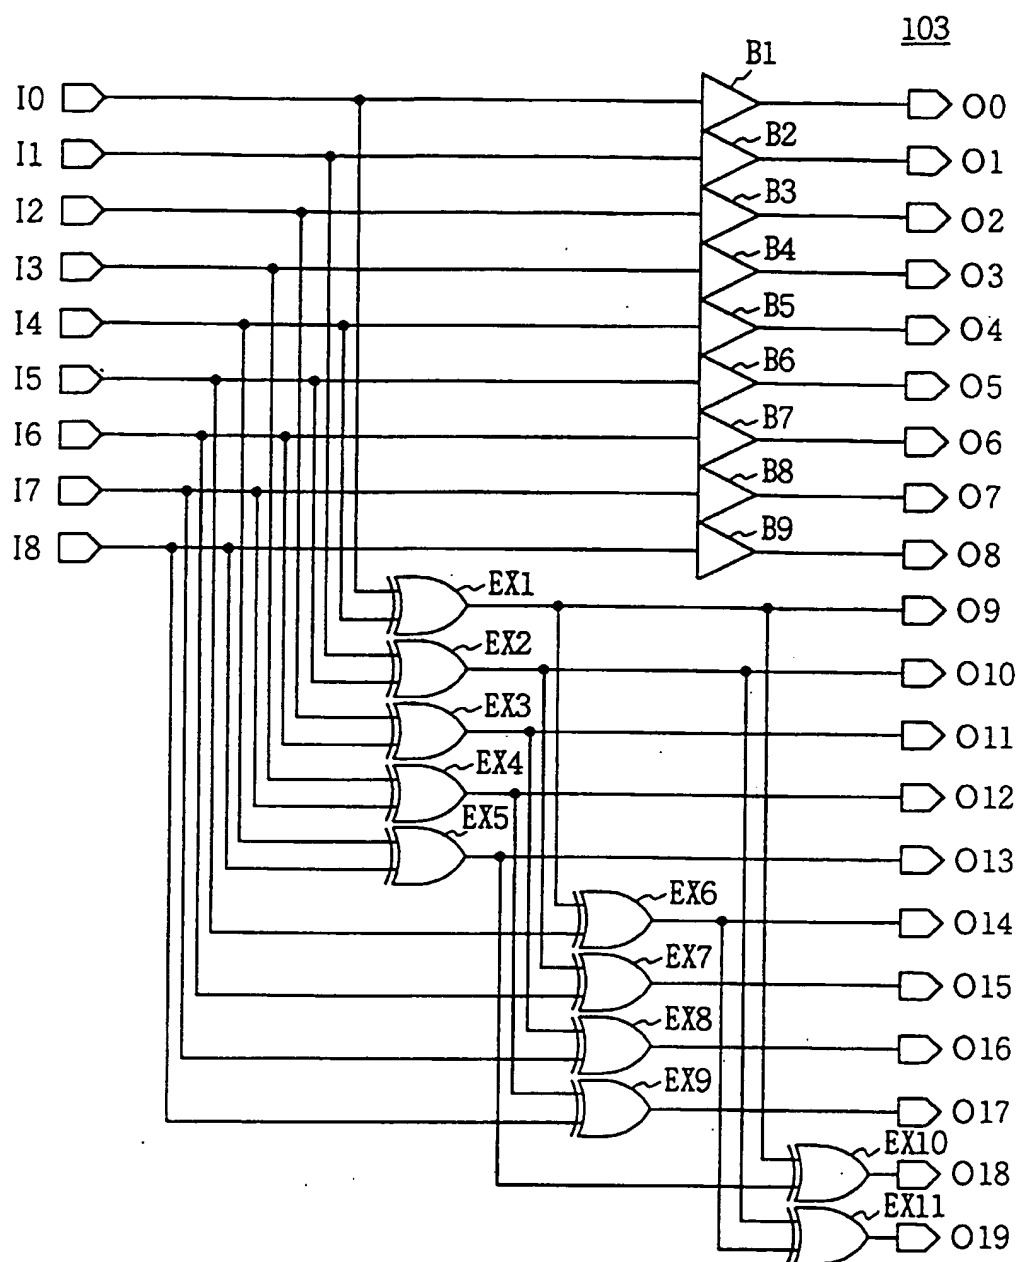 103
B1
I0 O0
B2
I1 O1
B3
I2 O2
B4
I3 O3
B5
I4 O4
B6
I5 O5
B7
I6 O6
B8
I7 O7
B9
I8 O8
EX1
O9
EX2
O10
EX3
O11
EX4
O12
EX5
O13
EX6
O14
EX7
O15
EX8
O16
EX9
O17
EX10
O18
EX11
O19